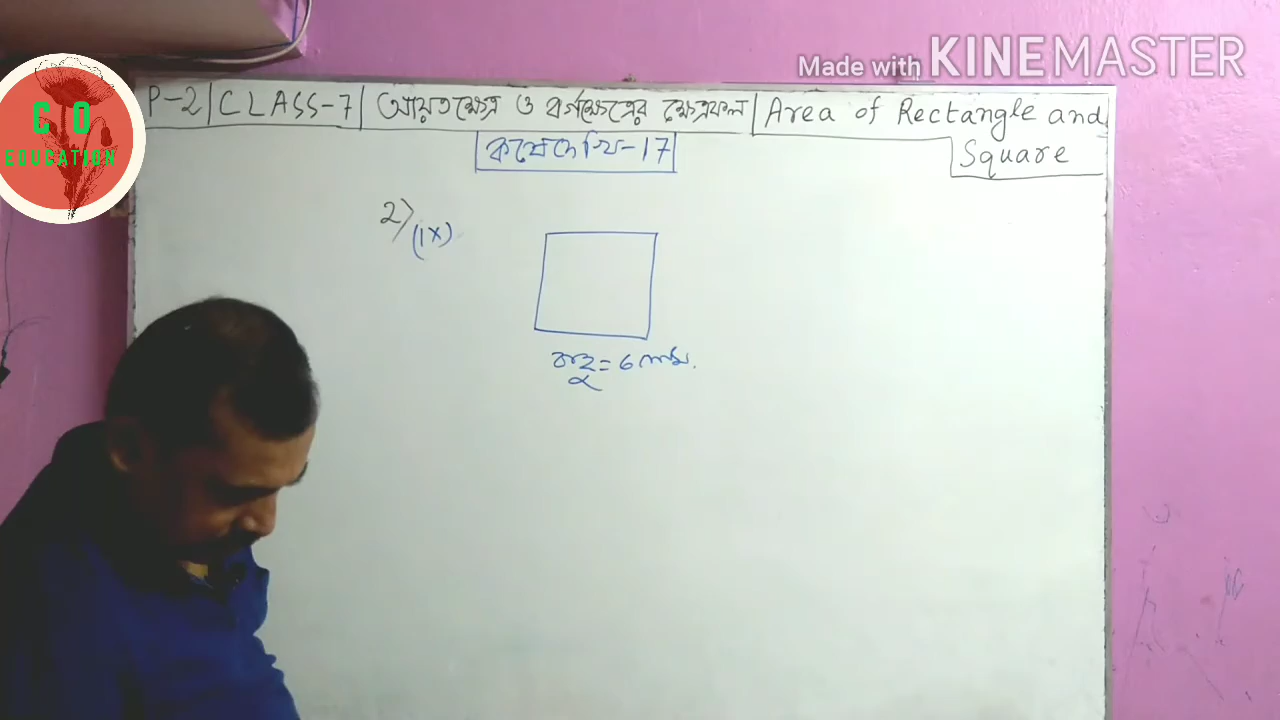 Made with KINEMASTER
CO
EDUCATION
P-2 | CLASS-7 | আয়তক্ষেত্র ও বর্গক্ষেত্রের ক্ষেত্রফল | Area of Rectangle and
Square
কষে দেখি-17
2) (ix)
বাহু = 6 সেমি.